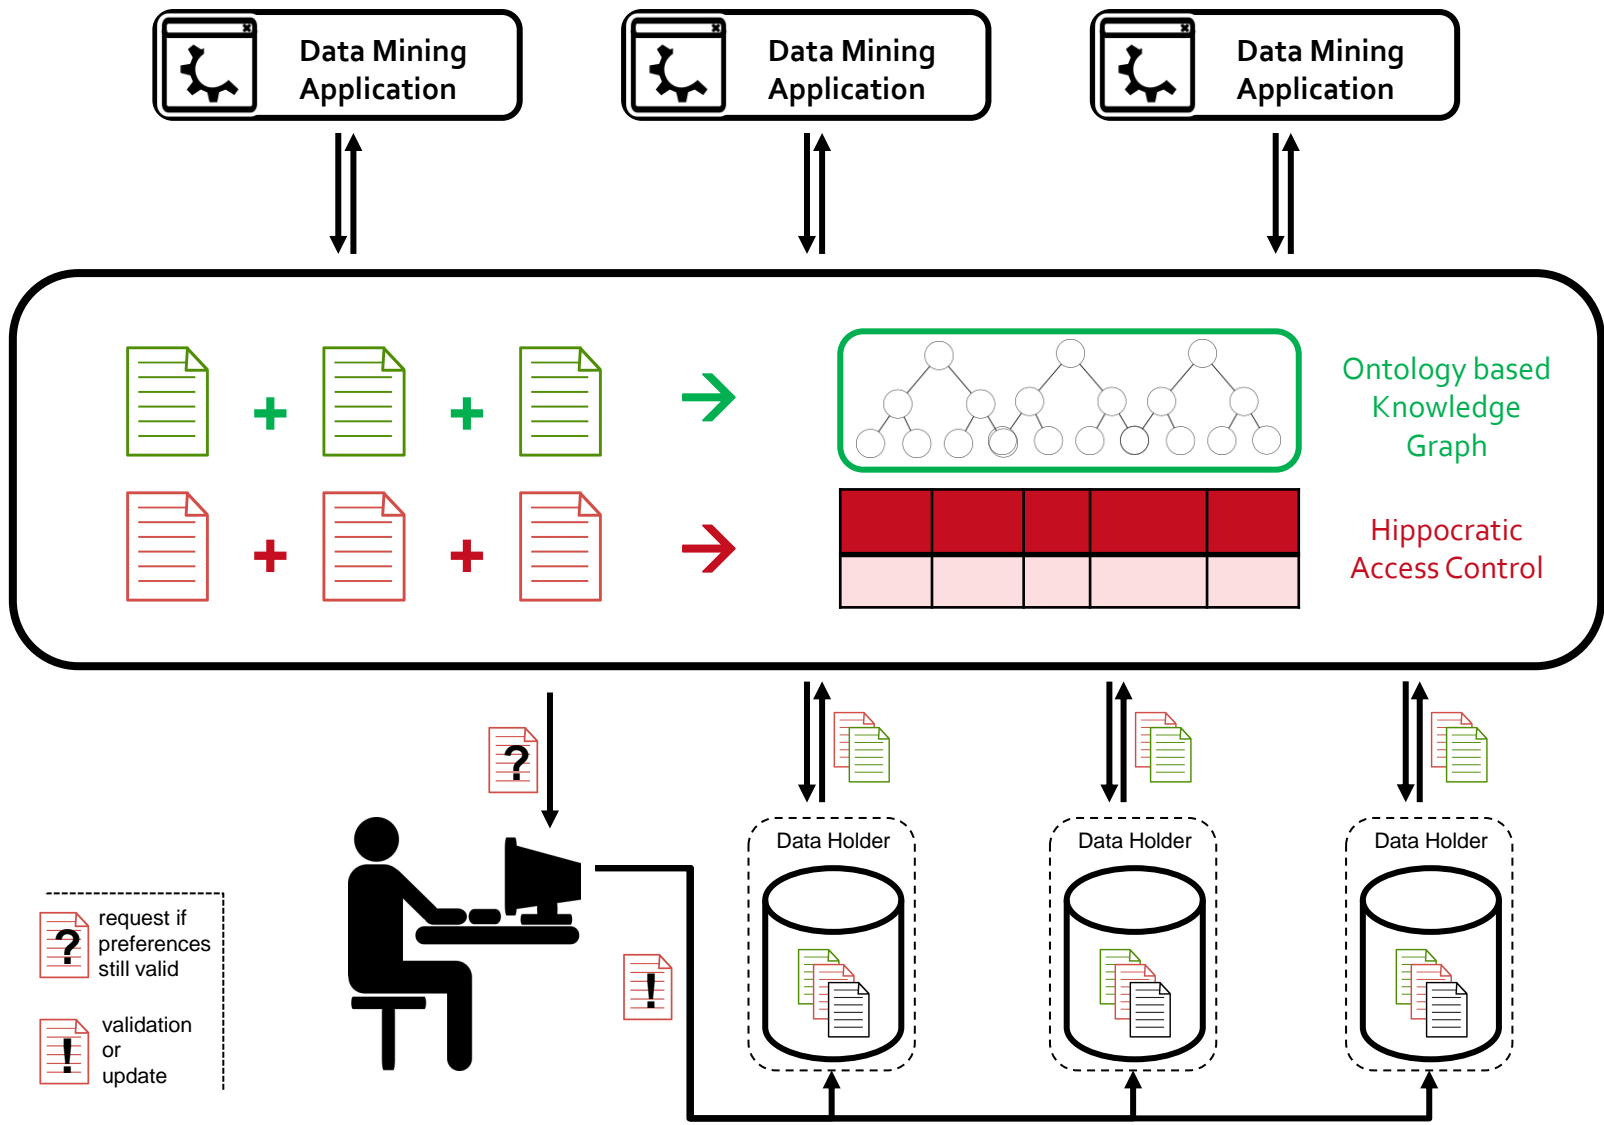 Data Mining
Application
Data Mining
Application
Data Mining
Application
Ontology based
Knowledge
Graph
Hippocratic
Access Control
?
Data Holder
Data Holder
Data Holder
?
request if
preferences
still valid
!
!
validation
or
update